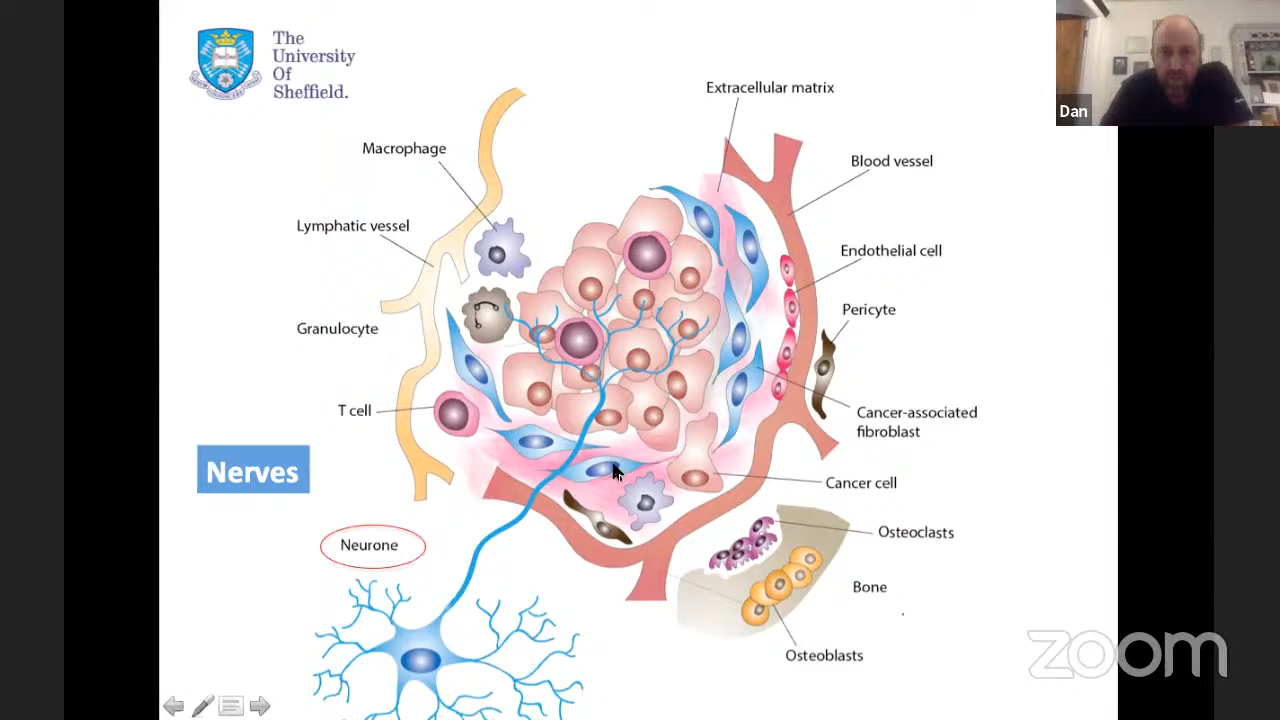 The
University
Of
Sheffield.
Dan
Extracellular matrix
Macrophage
Blood vessel
Lymphatic vessel
Endothelial cell
Pericyte
Granulocyte
T cell
Cancer-associated
fibroblast
Nerves
Cancer cell
Osteoclasts
Neurone
Bone
Osteoblasts
zoom